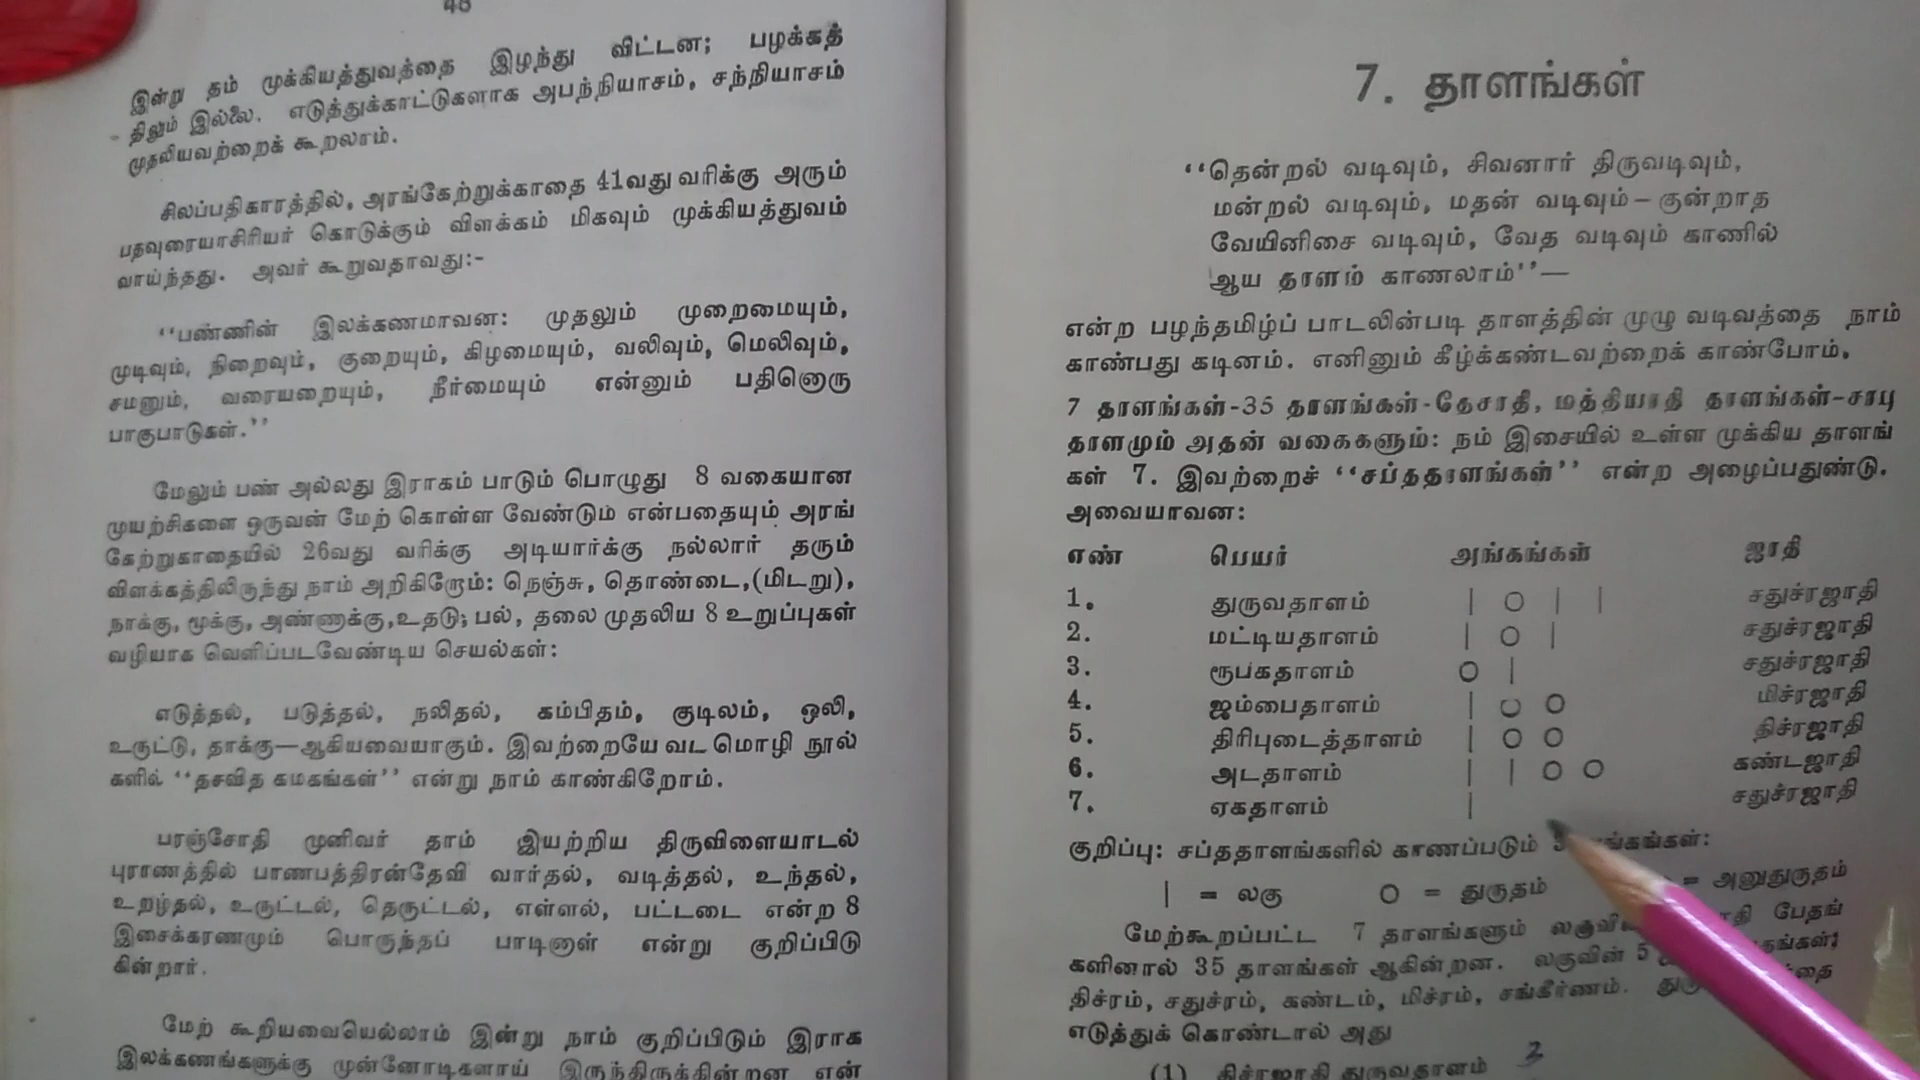 48
இன்று தம் முக்கியத்துவத்தை இழந்து விட்டன; பழக்கத்
திலும் இல்லை. எடுத்துக்காட்டுகளாக அபந்நியாசம், சந்நியாசம்
முதலியவற்றைக் கூறலாம்.
சிலப்பதிகாரத்தில், அரங்கேற்றுக்காதை 41வது வரிக்கு அரும்
பதவுரையாசிரியர் கொடுக்கும் விளக்கம் மிகவும் முக்கியத்துவம்
வாய்ந்தது. அவர் கூறுவதாவது:-
‘‘பண்ணின் இலக்கணமாவன: முதலும் முறைமையும்,
முடிவும், நிறைவும், குறையும், கிழமையும், வலிவும், மெலிவும்,
சமனும், வரையறையும், நீர்மையும் என்னும் பதினொரு
பாகுபாடுகள்.’’
மேலும் பண் அல்லது இராகம் பாடும் பொழுது 8 வகையான
முயற்சிகளை ஒருவன் மேற் கொள்ள வேண்டும் என்பதையும் அரங்
கேற்றுகாதையில் 26வது வரிக்கு அடியார்க்கு நல்லார் தரும்
விளக்கத்திலிருந்து நாம் அறிகிறோம்: நெஞ்சு, தொண்டை,(மிடறு),
நாக்கு, மூக்கு, அண்ணாக்கு,உதடு; பல், தலை முதலிய 8 உறுப்புகள்
வழியாக வெளிப்படவேண்டிய செயல்கள்:
எடுத்தல், படுத்தல், நலிதல், கம்பிதம், குடிலம், ஒலி,
உருட்டு, தாக்கு—ஆகியவையாகும். இவற்றையே வட மொழி நூல்
களில் ‘‘தசவித கமகங்கள்’’ என்று நாம் காண்கிறோம்.
பரஞ்சோதி முனிவர் தாம் இயற்றிய திருவிளையாடல்
புராணத்தில் பாணபத்திரன்தேவி வார்தல், வடித்தல், உந்தல்,
உறழ்தல், உருட்டல், தெருட்டல், எள்ளல், பட்டடை என்ற 8
இசைக்கரணமும் பொருந்தப் பாடினாள் என்று குறிப்பிடு
கின்றார்.
மேற் கூறியவையெல்லாம் இன்று நாம் குறிப்பிடும் இராக
இலக்கணங்களுக்கு முன்னோடிகளாய் இருந்திருக்கின்றன என்
7. தாளங்கள்
‘‘தென்றல் வடிவும், சிவனார் திருவடிவும்,
மன்றல் வடிவும், மதன் வடிவும் — குன்றாத
வேயினிசை வடிவும், வேத வடிவும் காணில்
ஆய தாளம் காணலாம்’’—
என்ற பழந்தமிழ்ப் பாடலின்படி தாளத்தின் முழு வடிவத்தை நாம்
காண்பது கடினம். எனினும் கீழ்க்கண்டவற்றைக் காண்போம்.
7 தாளங்கள்-35 தாளங்கள்-தேசாதி, மத்தியாதி தாளங்கள்-சாபு
தாளமும் அதன் வகைகளும்: நம் இசையில் உள்ள முக்கிய தாளங்
கள் 7. இவற்றைச் ‘‘சப்ததாளங்கள்’’ என்ற அழைப்பதுண்டு.
அவையாவன:
எண் பெயர் அங்கங்கள் ஜாதி
1. துருவதாளம் | O | | சதுச்ரஜாதி
2. மட்டியதாளம் | O | சதுச்ரஜாதி
3. ரூபகதாளம் O | சதுச்ரஜாதி
4. ஜம்பைதாளம் | ◡ O மிச்ரஜாதி
5. திரிபுடைத்தாளம் | O O திச்ரஜாதி
6. அடதாளம் | | O O கண்டஜாதி
7. ஏகதாளம் | சதுச்ரஜாதி
குறிப்பு: சப்ததாளங்களில் காணப்படும்
| = லகு O = துருதம் = அனுதுருதம்
மேற்கூறப்பட்ட 7 தாளங்களும் பேதங்
களினால் 35 தாளங்கள் ஆகின்றன. லகுவின் 5
திச்ரம், சதுச்ரம், கண்டம், மிச்ரம், சங்கீர்ணம்.
எடுத்துக் கொண்டால் அது
(1) திச்ரஜாதி துருவதாளம் 3